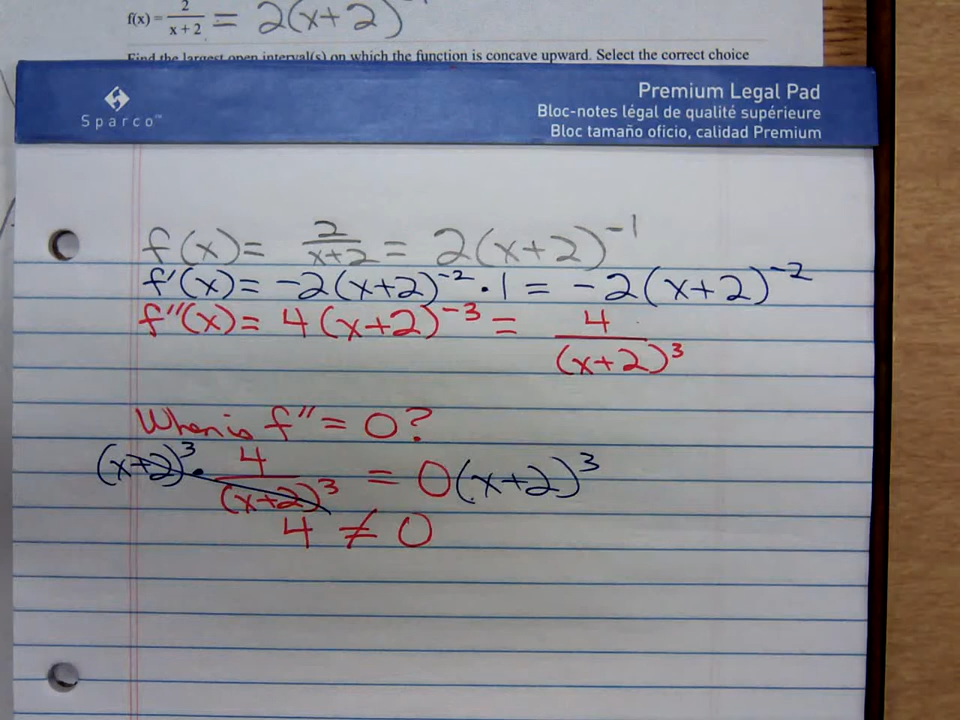 f(x) = 2/(x + 2) = 2(x+2)
Find the largest open interval(s) on which the function is concave upward. Select the correct choice
Sparco™
Premium Legal Pad
Bloc-notes légal de qualité supérieure
Bloc tamaño oficio, calidad Premium
f(x) = 2/(x+2) = 2(x+2)^-1
f'(x) = -2(x+2)^-2 · 1 = -2(x+2)^-2
f''(x) = 4(x+2)^-3 = 4/(x+2)^3
When is f'' = 0?
(x+2)^3 · 4/(x+2)^3 = 0(x+2)^3
4 ≠ 0